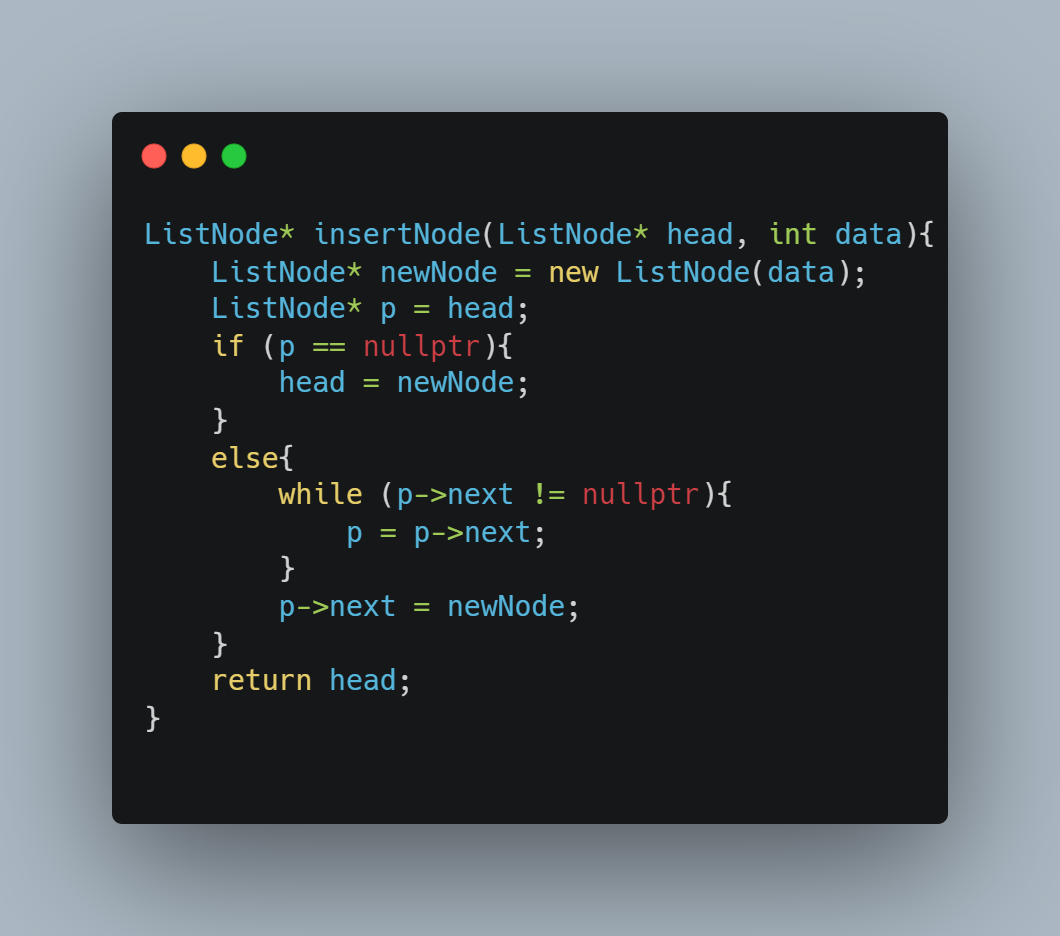 ListNode* insertNode(ListNode* head, int data){
    ListNode* newNode = new ListNode(data);
    ListNode* p = head;
    if (p == nullptr){
        head = newNode;
    }
    else{
        while (p->next != nullptr){
            p = p->next;
        }
        p->next = newNode;
    }
    return head;
}